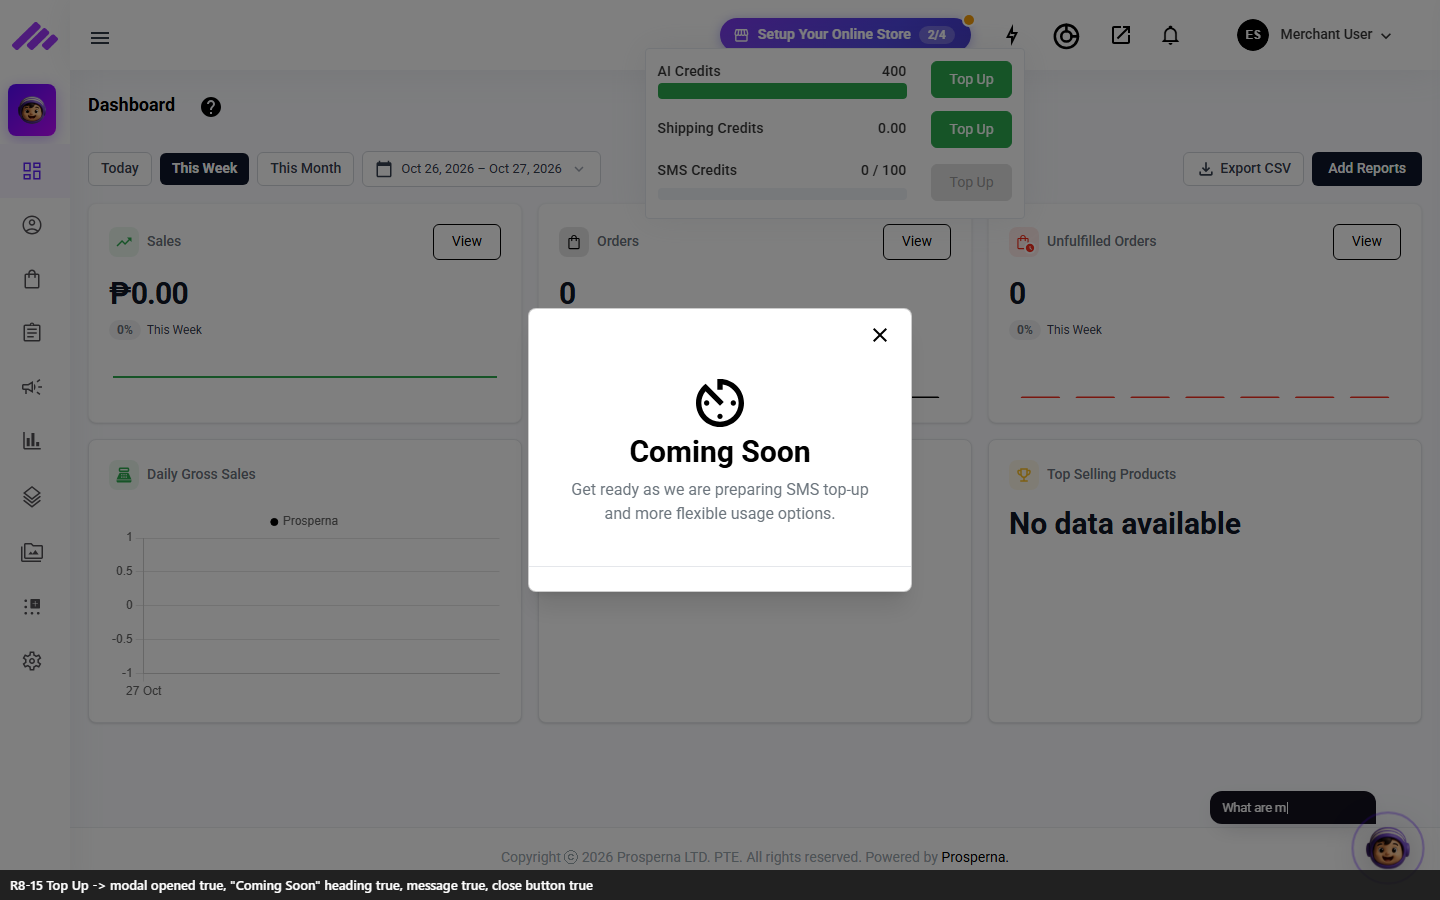 Setup Your Online Store 2/4
ES Merchant User
AI Credits 400 Top Up
Shipping Credits 0.00 Top Up
SMS Credits 0 / 100 Top Up
Dashboard
Today This Week This Month Oct 26, 2026 – Oct 27, 2026 Export CSV Add Reports
Sales View
₱0.00
0% This Week
Orders View
0
Unfulfilled Orders View
0
0% This Week
Coming Soon
Get ready as we are preparing SMS top-up
and more flexible usage options.
Daily Gross Sales
Prosperna
1
0.5
0
-0.5
-1
27 Oct
Top Selling Products
No data available
What are m
Copyright © 2026 Prosperna LTD. PTE. All rights reserved. Powered by Prosperna.
R8-15 Top Up -> modal opened true, "Coming Soon" heading true, message true, close button true